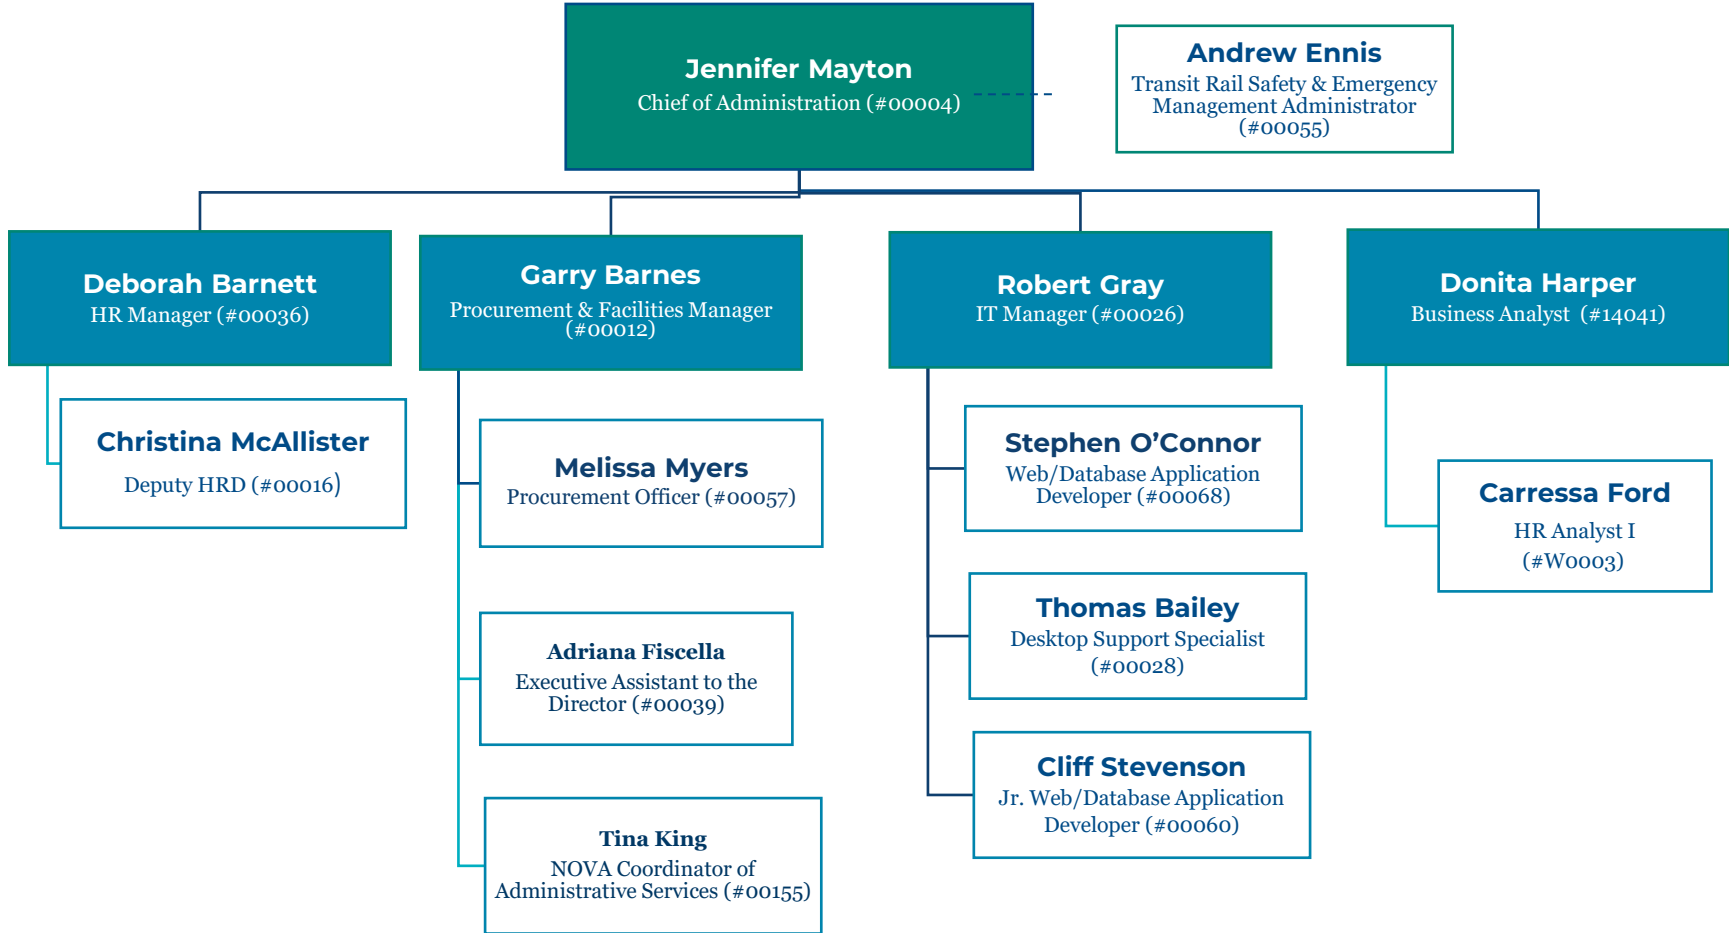 Jennifer Mayton
Chief of Administration (#00004)
Andrew Ennis
Transit Rail Safety & Emergency
Management Administrator
(#00055)
Deborah Barnett
HR Manager (#00036)
Garry Barnes
Procurement & Facilities Manager
(#00012)
Robert Gray
IT Manager (#00026)
Donita Harper
Business Analyst  (#14041)
Christina McAllister
Deputy HRD (#00016)
Melissa Myers
Procurement Officer (#00057)
Adriana Fiscella
Executive Assistant to the
Director (#00039)
Tina King
NOVA Coordinator of
Administrative Services (#00155)
Stephen O’Connor
Web/Database Application
Developer (#00068)
Thomas Bailey
Desktop Support Specialist
(#00028)
Cliff Stevenson
Jr. Web/Database Application
Developer (#00060)
Carressa Ford
HR Analyst I
(#W0003)